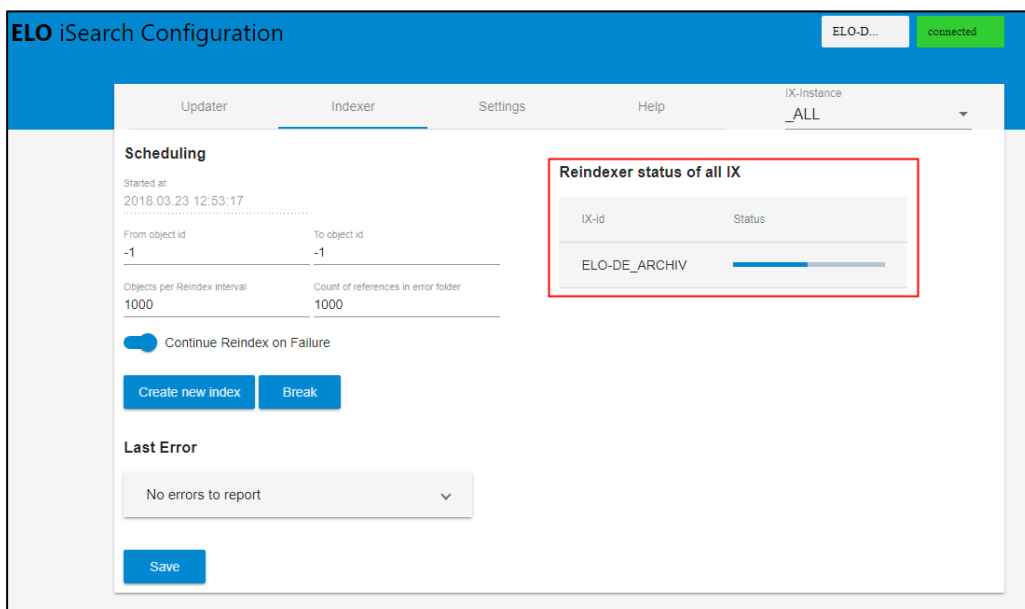 ELO iSearch Configuration
ELO-D...
connected
Updater
Indexer
Settings
Help
IX-Instance
_ALL
Scheduling
Started at
2018.03.23 12:53:17
From object id
-1
To object id
-1
Objects per Reindex interval
1000
Count of references in error folder
1000
Continue Reindex on Failure
Create new index
Break
Last Error
No errors to report
Save
Reindexer status of all IX
IX-id
Status
ELO-DE_ARCHIV